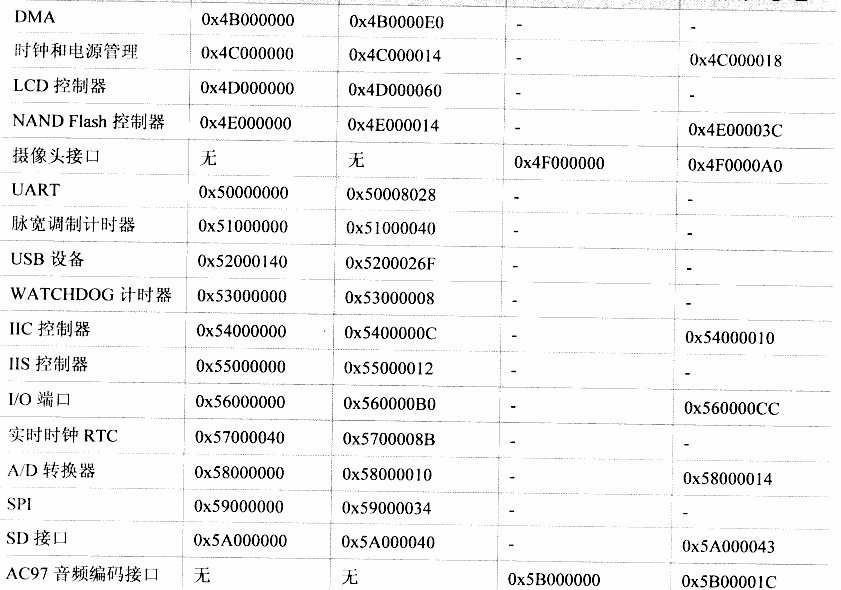 DMA 0x4B000000 0x4B0000E0 - -
时钟和电源管理 0x4C000000 0x4C000014 - 0x4C000018
LCD 控制器 0x4D000000 0x4D000060 - -
NAND Flash 控制器 0x4E000000 0x4E000014 - 0x4E00003C
摄像头接口 无 无 0x4F000000 0x4F0000A0
UART 0x50000000 0x50008028 - -
脉宽调制计时器 0x51000000 0x51000040 - -
USB 设备 0x52000140 0x5200026F - -
WATCHDOG 计时器 0x53000000 0x53000008 - -
IIC 控制器 0x54000000 0x5400000C - 0x54000010
IIS 控制器 0x55000000 0x55000012 - -
I/O 端口 0x56000000 0x560000B0 - 0x560000CC
实时时钟 RTC 0x57000040 0x5700008B - -
A/D 转换器 0x58000000 0x58000010 - 0x58000014
SPI 0x59000000 0x59000034 - -
SD 接口 0x5A000000 0x5A000040 - 0x5A000043
AC97 音频编码接口 无 无 0x5B000000 0x5B00001C